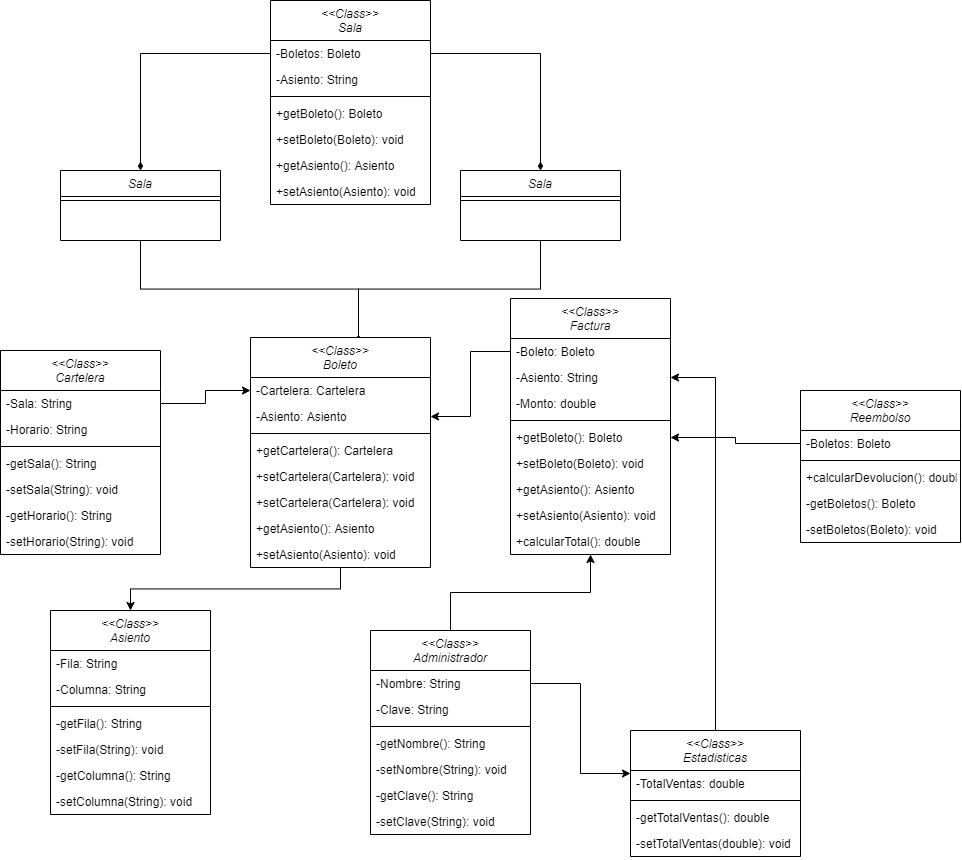 <<Class>>
Sala
-Boletos: Boleto
-Asiento: String
+getBoleto(): Boleto
+setBoleto(Boleto): void
+getAsiento(): Asiento
+setAsiento(Asiento): void
Sala
Sala
<<Class>>
Cartelera
-Sala: String
-Horario: String
-getSala(): String
-setSala(String): void
-getHorario(): String
-setHorario(String): void
<<Class>>
Boleto
-Cartelera: Cartelera
-Asiento: Asiento
+getCartelera(): Cartelera
+setCartelera(Cartelera): void
+setCartelera(Cartelera): void
+getAsiento(): Asiento
+setAsiento(Asiento): void
<<Class>>
Factura
-Boleto: Boleto
-Asiento: String
-Monto: double
+getBoleto(): Boleto
+setBoleto(Boleto): void
+getAsiento(): Asiento
+setAsiento(Asiento): void
+calcularTotal(): double
<<Class>>
Reembolso
-Boletos: Boleto
+calcularDevolucion(): doubl
-getBoletos(): Boleto
-setBoletos(Boleto): void
<<Class>>
Asiento
-Fila: String
-Columna: String
-getFila(): String
-setFila(String): void
-getColumna(): String
-setColumna(String): void
<<Class>>
Administrador
-Nombre: String
-Clave: String
-getNombre(): String
-setNombre(String): void
-getClave(): String
-setClave(String): void
<<Class>>
Estadisticas
-TotalVentas: double
-getTotalVentas(): double
-setTotalVentas(double): void